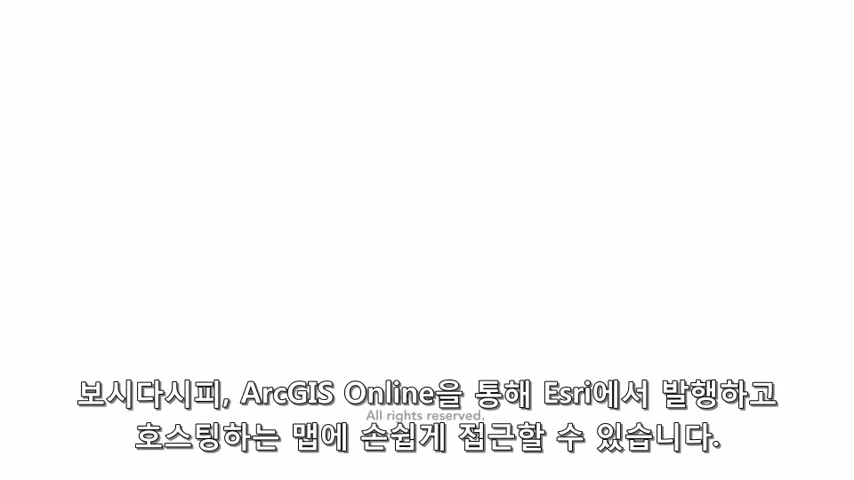 보시다시피, ArcGIS Online을 통해 Esri에서 발행하고
All rights reserved.
호스팅하는 맵에 손쉽게 접근할 수 있습니다.